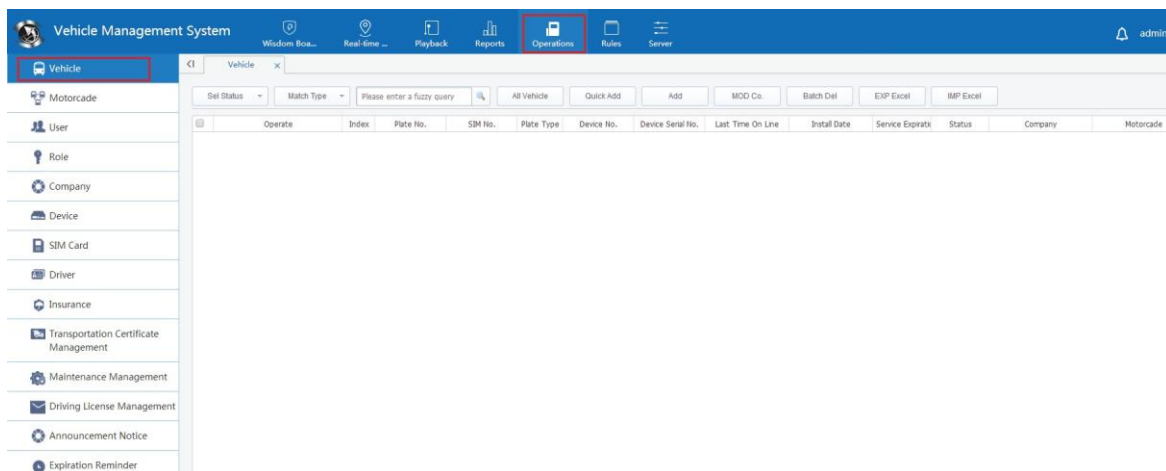 Vehicle Management System
Wisdom Boa...
Real-time ...
Playback
Reports
Operations
Rules
Server
admin
Vehicle
Motorcade
User
Role
Company
Device
SIM Card
Driver
Insurance
Transportation Certificate
Management
Maintenance Management
Driving License Management
Announcement Notice
Expiration Reminder
Vehicle
Sel Status
Match Type
Please enter a fuzzy query
All Vehicle
Quick Add
Add
MOD Co.
Batch Del
EXP Excel
IMP Excel
Operate
Index
Plate No.
SIM No.
Plate Type
Device No.
Device Serial No.
Last Time On Line
Install Date
Service Expirati
Status
Company
Motorcade